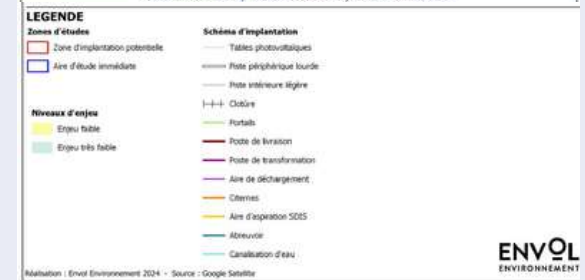 LEGENDE
Zones d'études
Zone d'implantation potentielle
Aire d'étude immédiate
Niveaux d'enjeu
Enjeu faible
Enjeu très faible
Schéma d'implantation
Tables photovoltaïques
Piste périphérique lourde
Piste intérieure légère
Clotûre
Portails
Poste de livraison
Poste de transformation
Aire de déchargement
Citernes
Aire d'aspiration SDIS
Abreuvoir
Canalisation d'eau
Réalisation : Envol Environnement 2024 - Source : Google Satellite
ENVOL
ENVIRONNEMENT